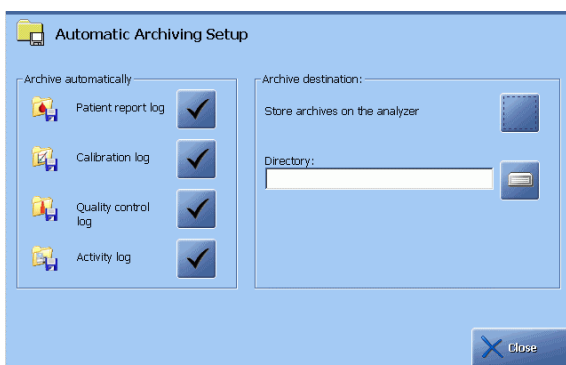 Automatic Archiving Setup
Archive automatically
Patient report log
Calibration log
Quality control
log
Activity log
Archive destination:
Store archives on the analyzer
Directory:
Close